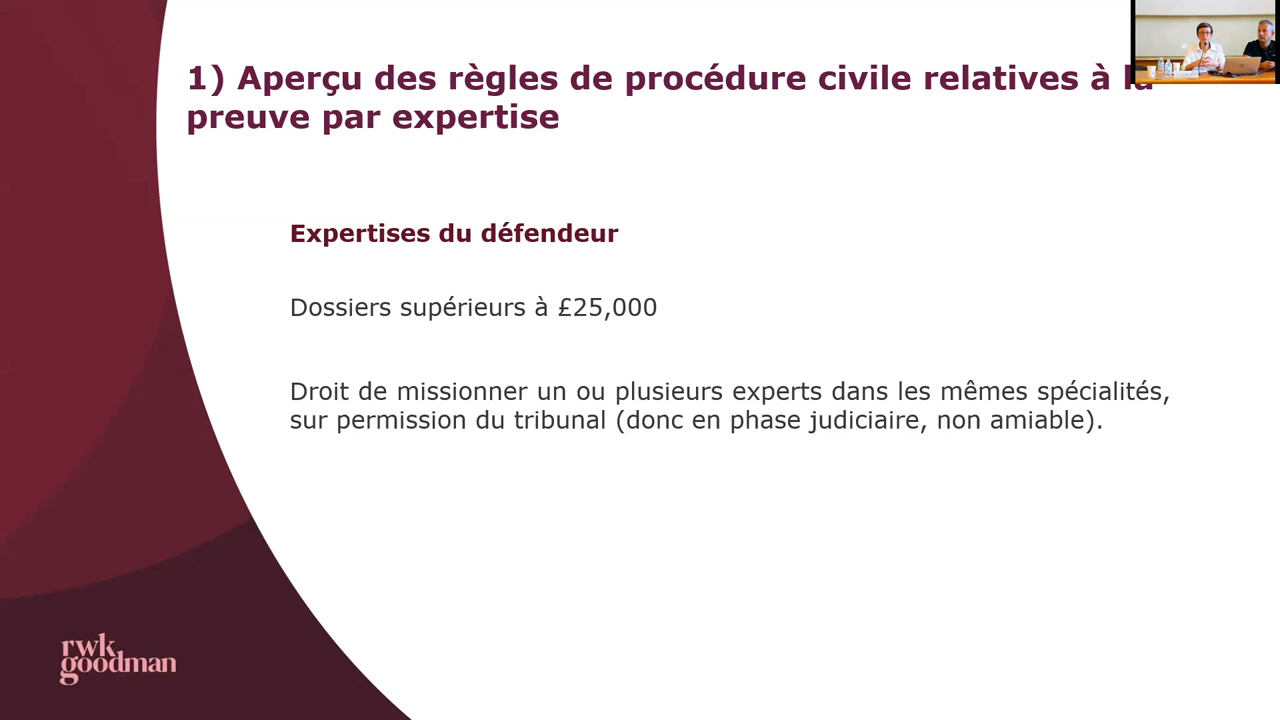 1) Aperçu des règles de procédure civile relatives à la
preuve par expertise
Expertises du défendeur
Dossiers supérieurs à £25,000
Droit de missionner un ou plusieurs experts dans les mêmes spécialités,
sur permission du tribunal (donc en phase judiciaire, non amiable).
rwk
goodman